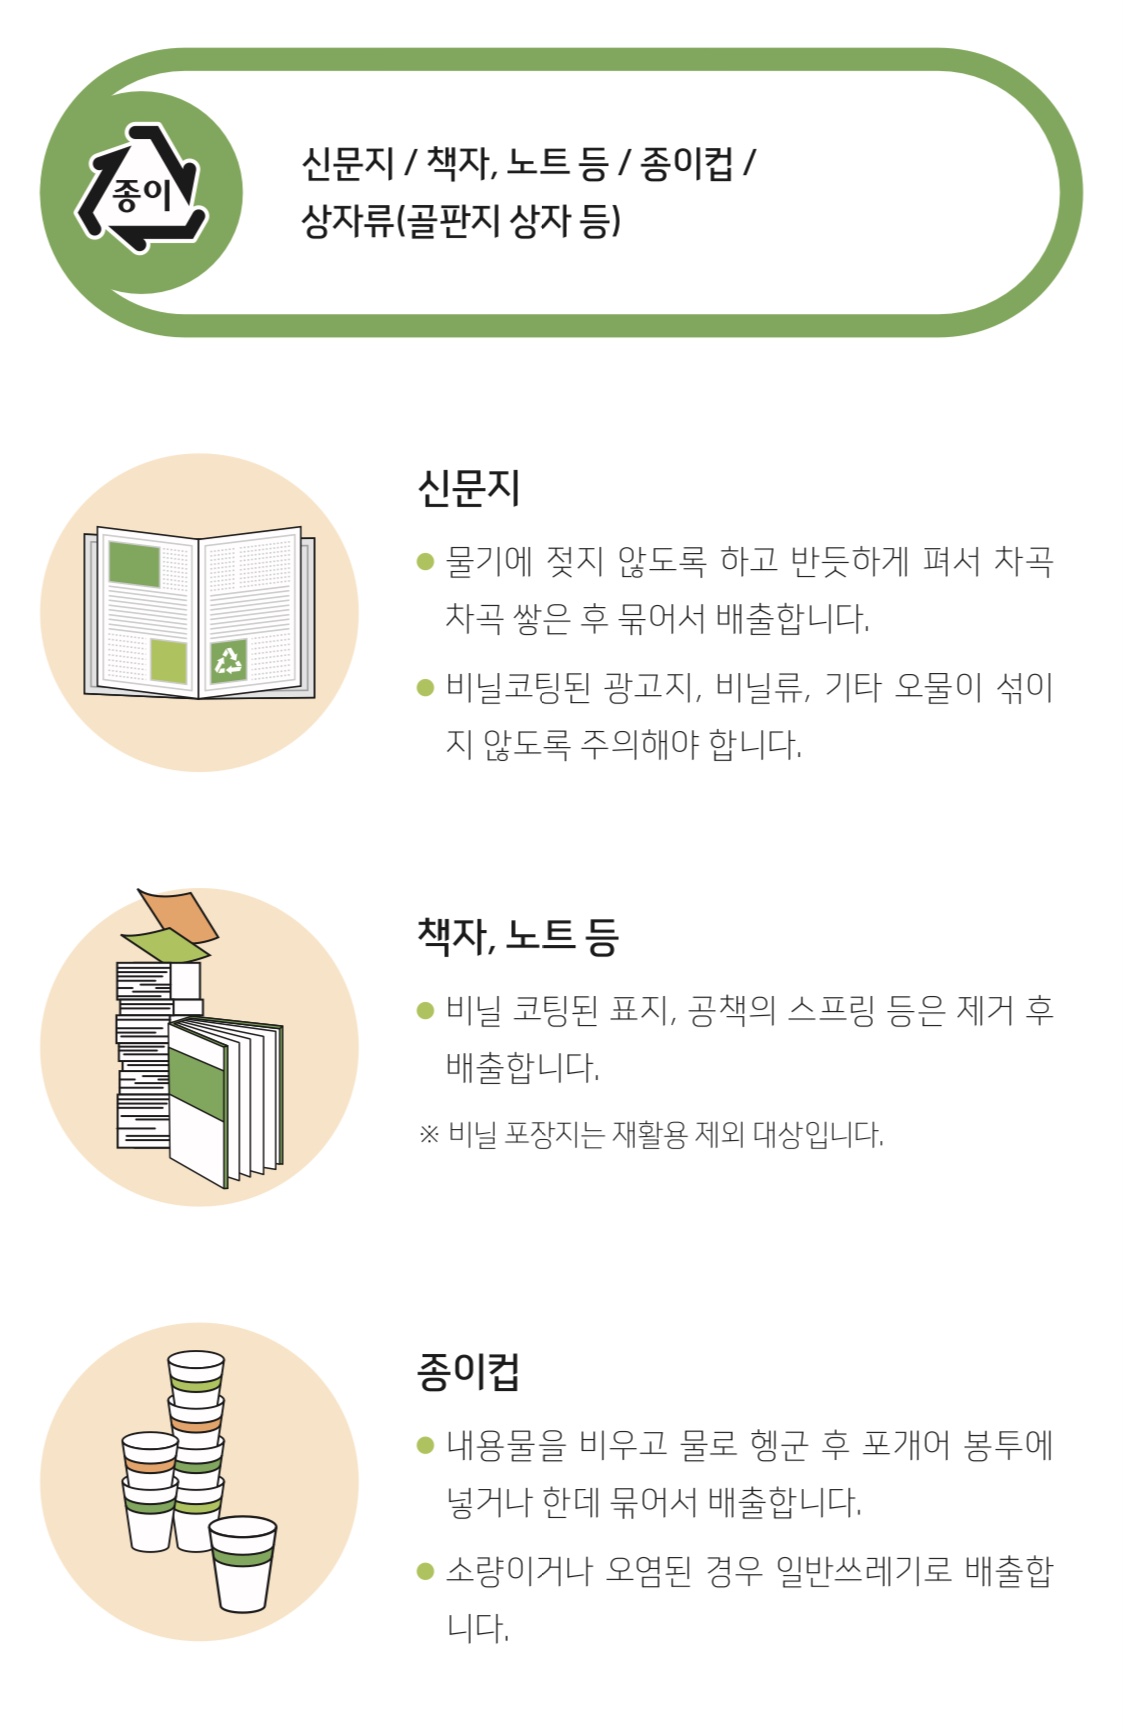 종이
신문지 / 책자, 노트 등 / 종이컵 /
상자류(골판지 상자 등)
신문지
물기에 젖지 않도록 하고 반듯하게 펴서 차곡
차곡 쌓은 후 묶어서 배출합니다.
비닐코팅된 광고지, 비닐류, 기타 오물이 섞이
지 않도록 주의해야 합니다.
책자, 노트 등
비닐 코팅된 표지, 공책의 스프링 등은 제거 후
배출합니다.
※ 비닐 포장지는 재활용 제외 대상입니다.
종이컵
내용물을 비우고 물로 헹군 후 포개어 봉투에
넣거나 한데 묶어서 배출합니다.
소량이거나 오염된 경우 일반쓰레기로 배출합
니다.